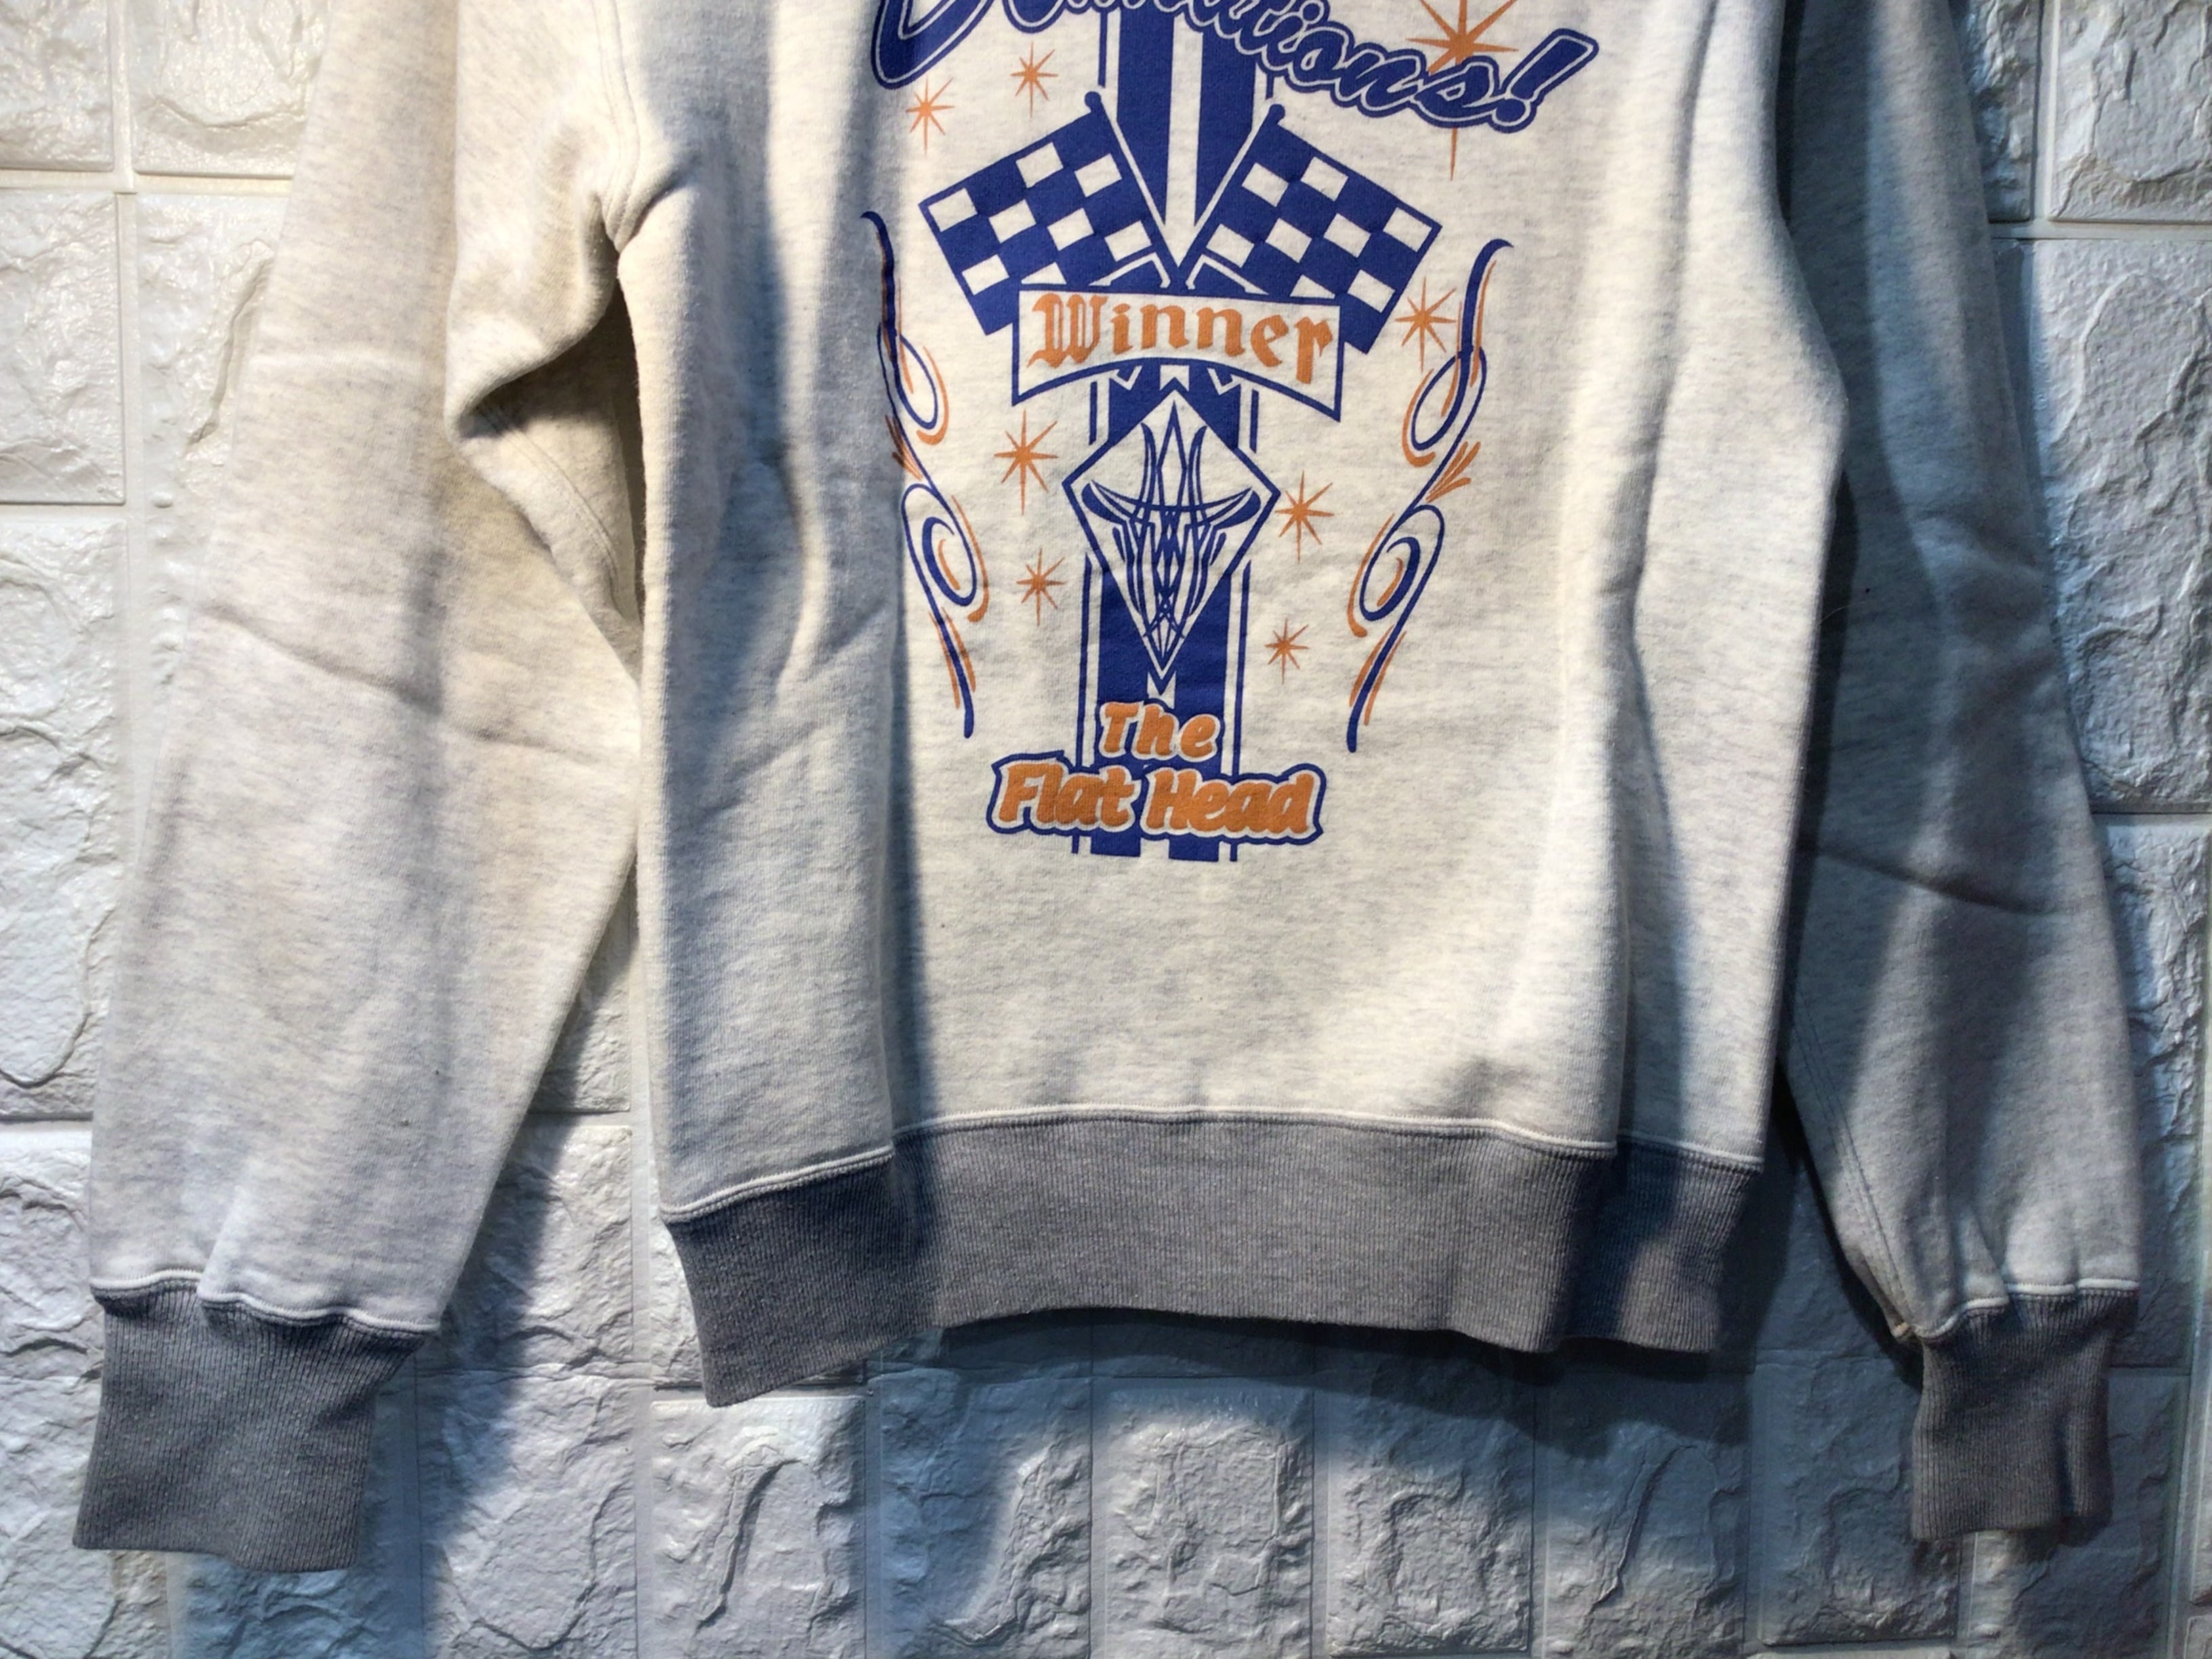 Winner
The
Flat Head